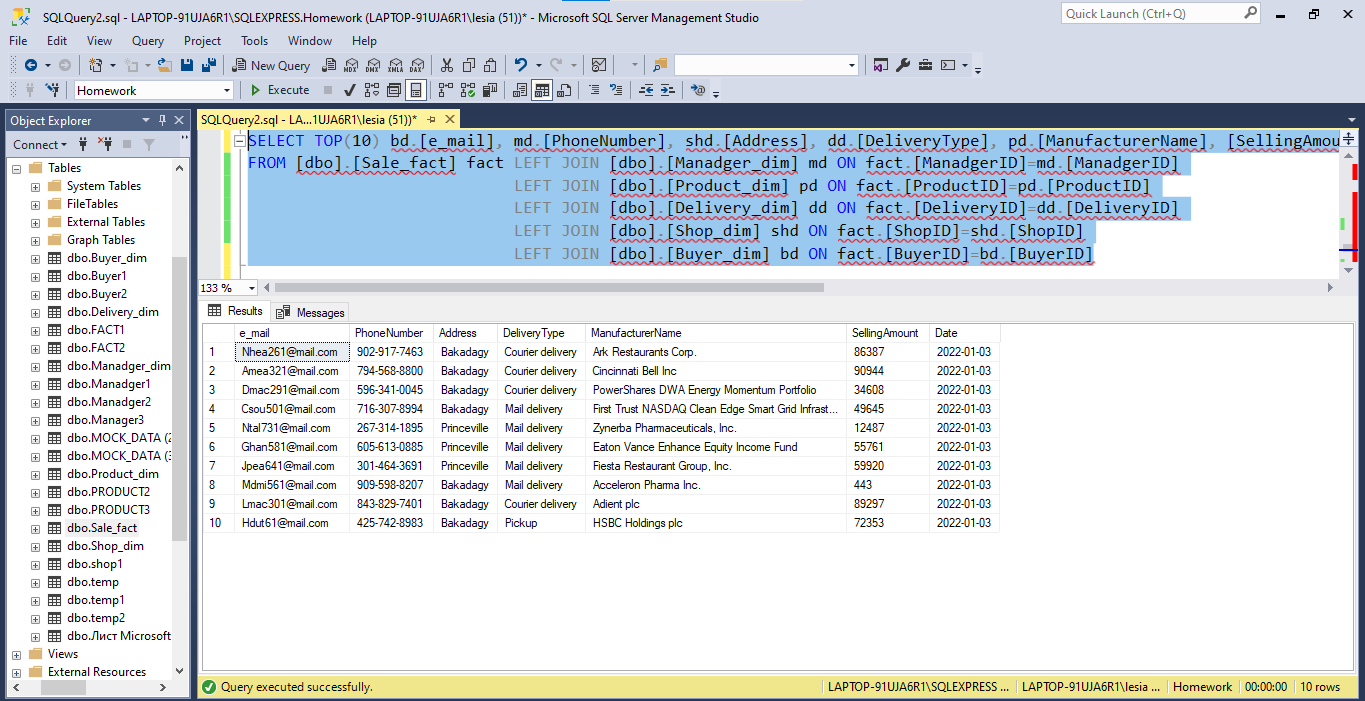 SQLQuery2.sql - LAPTOP-91UJA6R1\SQLEXPRESS.Homework (LAPTOP-91UJA6R1\lesia (51))* - Microsoft SQL Server Management Studio
Quick Launch (Ctrl+Q)
File Edit View Query Project Tools Window Help
New Query MDX DMX XMLA DAX
Homework Execute
Object Explorer
SQLQuery2.sql - LA...1UJA6R1\lesia (51))*
Connect
Tables
System Tables
FileTables
External Tables
Graph Tables
dbo.Buyer_dim
dbo.Buyer1
dbo.Buyer2
dbo.Delivery_dim
dbo.FACT1
dbo.FACT2
dbo.Manadger_dim
dbo.Manadger1
dbo.Manadger2
dbo.Manager3
dbo.MOCK_DATA (2
dbo.MOCK_DATA (3
dbo.Product_dim
dbo.PRODUCT2
dbo.PRODUCT3
dbo.Sale_fact
dbo.Shop_dim
dbo.shop1
dbo.temp
dbo.temp1
dbo.temp2
dbo.Лист Microsoft
Views
External Resources
SELECT TOP(10) bd.[e_mail], md.[PhoneNumber], shd.[Address], dd.[DeliveryType], pd.[ManufacturerName], [SellingAmou
FROM [dbo].[Sale_fact] fact LEFT JOIN [dbo].[Manadger_dim] md ON fact.[ManadgerID]=md.[ManadgerID]
LEFT JOIN [dbo].[Product_dim] pd ON fact.[ProductID]=pd.[ProductID]
LEFT JOIN [dbo].[Delivery_dim] dd ON fact.[DeliveryID]=dd.[DeliveryID]
LEFT JOIN [dbo].[Shop_dim] shd ON fact.[ShopID]=shd.[ShopID]
LEFT JOIN [dbo].[Buyer_dim] bd ON fact.[BuyerID]=bd.[BuyerID]
133 %
Results Messages
e_mail PhoneNumber Address DeliveryType ManufacturerName SellingAmount Date
1 Nhea261@mail.com 902-917-7463 Bakadagy Courier delivery Ark Restaurants Corp. 86387 2022-01-03
2 Amea321@mail.com 794-568-8800 Bakadagy Courier delivery Cincinnati Bell Inc 90944 2022-01-03
3 Dmac291@mail.com 596-341-0045 Bakadagy Courier delivery PowerShares DWA Energy Momentum Portfolio 34608 2022-01-03
4 Csou501@mail.com 716-307-8994 Bakadagy Mail delivery First Trust NASDAQ Clean Edge Smart Grid Infrast... 49645 2022-01-03
5 Ntal731@mail.com 267-314-1895 Princeville Mail delivery Zynerba Pharmaceuticals, Inc. 12487 2022-01-03
6 Ghan581@mail.com 605-613-0885 Princeville Mail delivery Eaton Vance Enhance Equity Income Fund 55761 2022-01-03
7 Jpea641@mail.com 301-464-3691 Princeville Mail delivery Fiesta Restaurant Group, Inc. 59920 2022-01-03
8 Mdmi561@mail.com 909-598-8207 Bakadagy Mail delivery Acceleron Pharma Inc. 443 2022-01-03
9 Lmac301@mail.com 843-829-7401 Bakadagy Courier delivery Adient plc 89297 2022-01-03
10 Hdut61@mail.com 425-742-8983 Bakadagy Pickup HSBC Holdings plc 72353 2022-01-03
Query executed successfully. LAPTOP-91UJA6R1\SQLEXPRESS ... LAPTOP-91UJA6R1\lesia ... Homework 00:00:00 10 rows